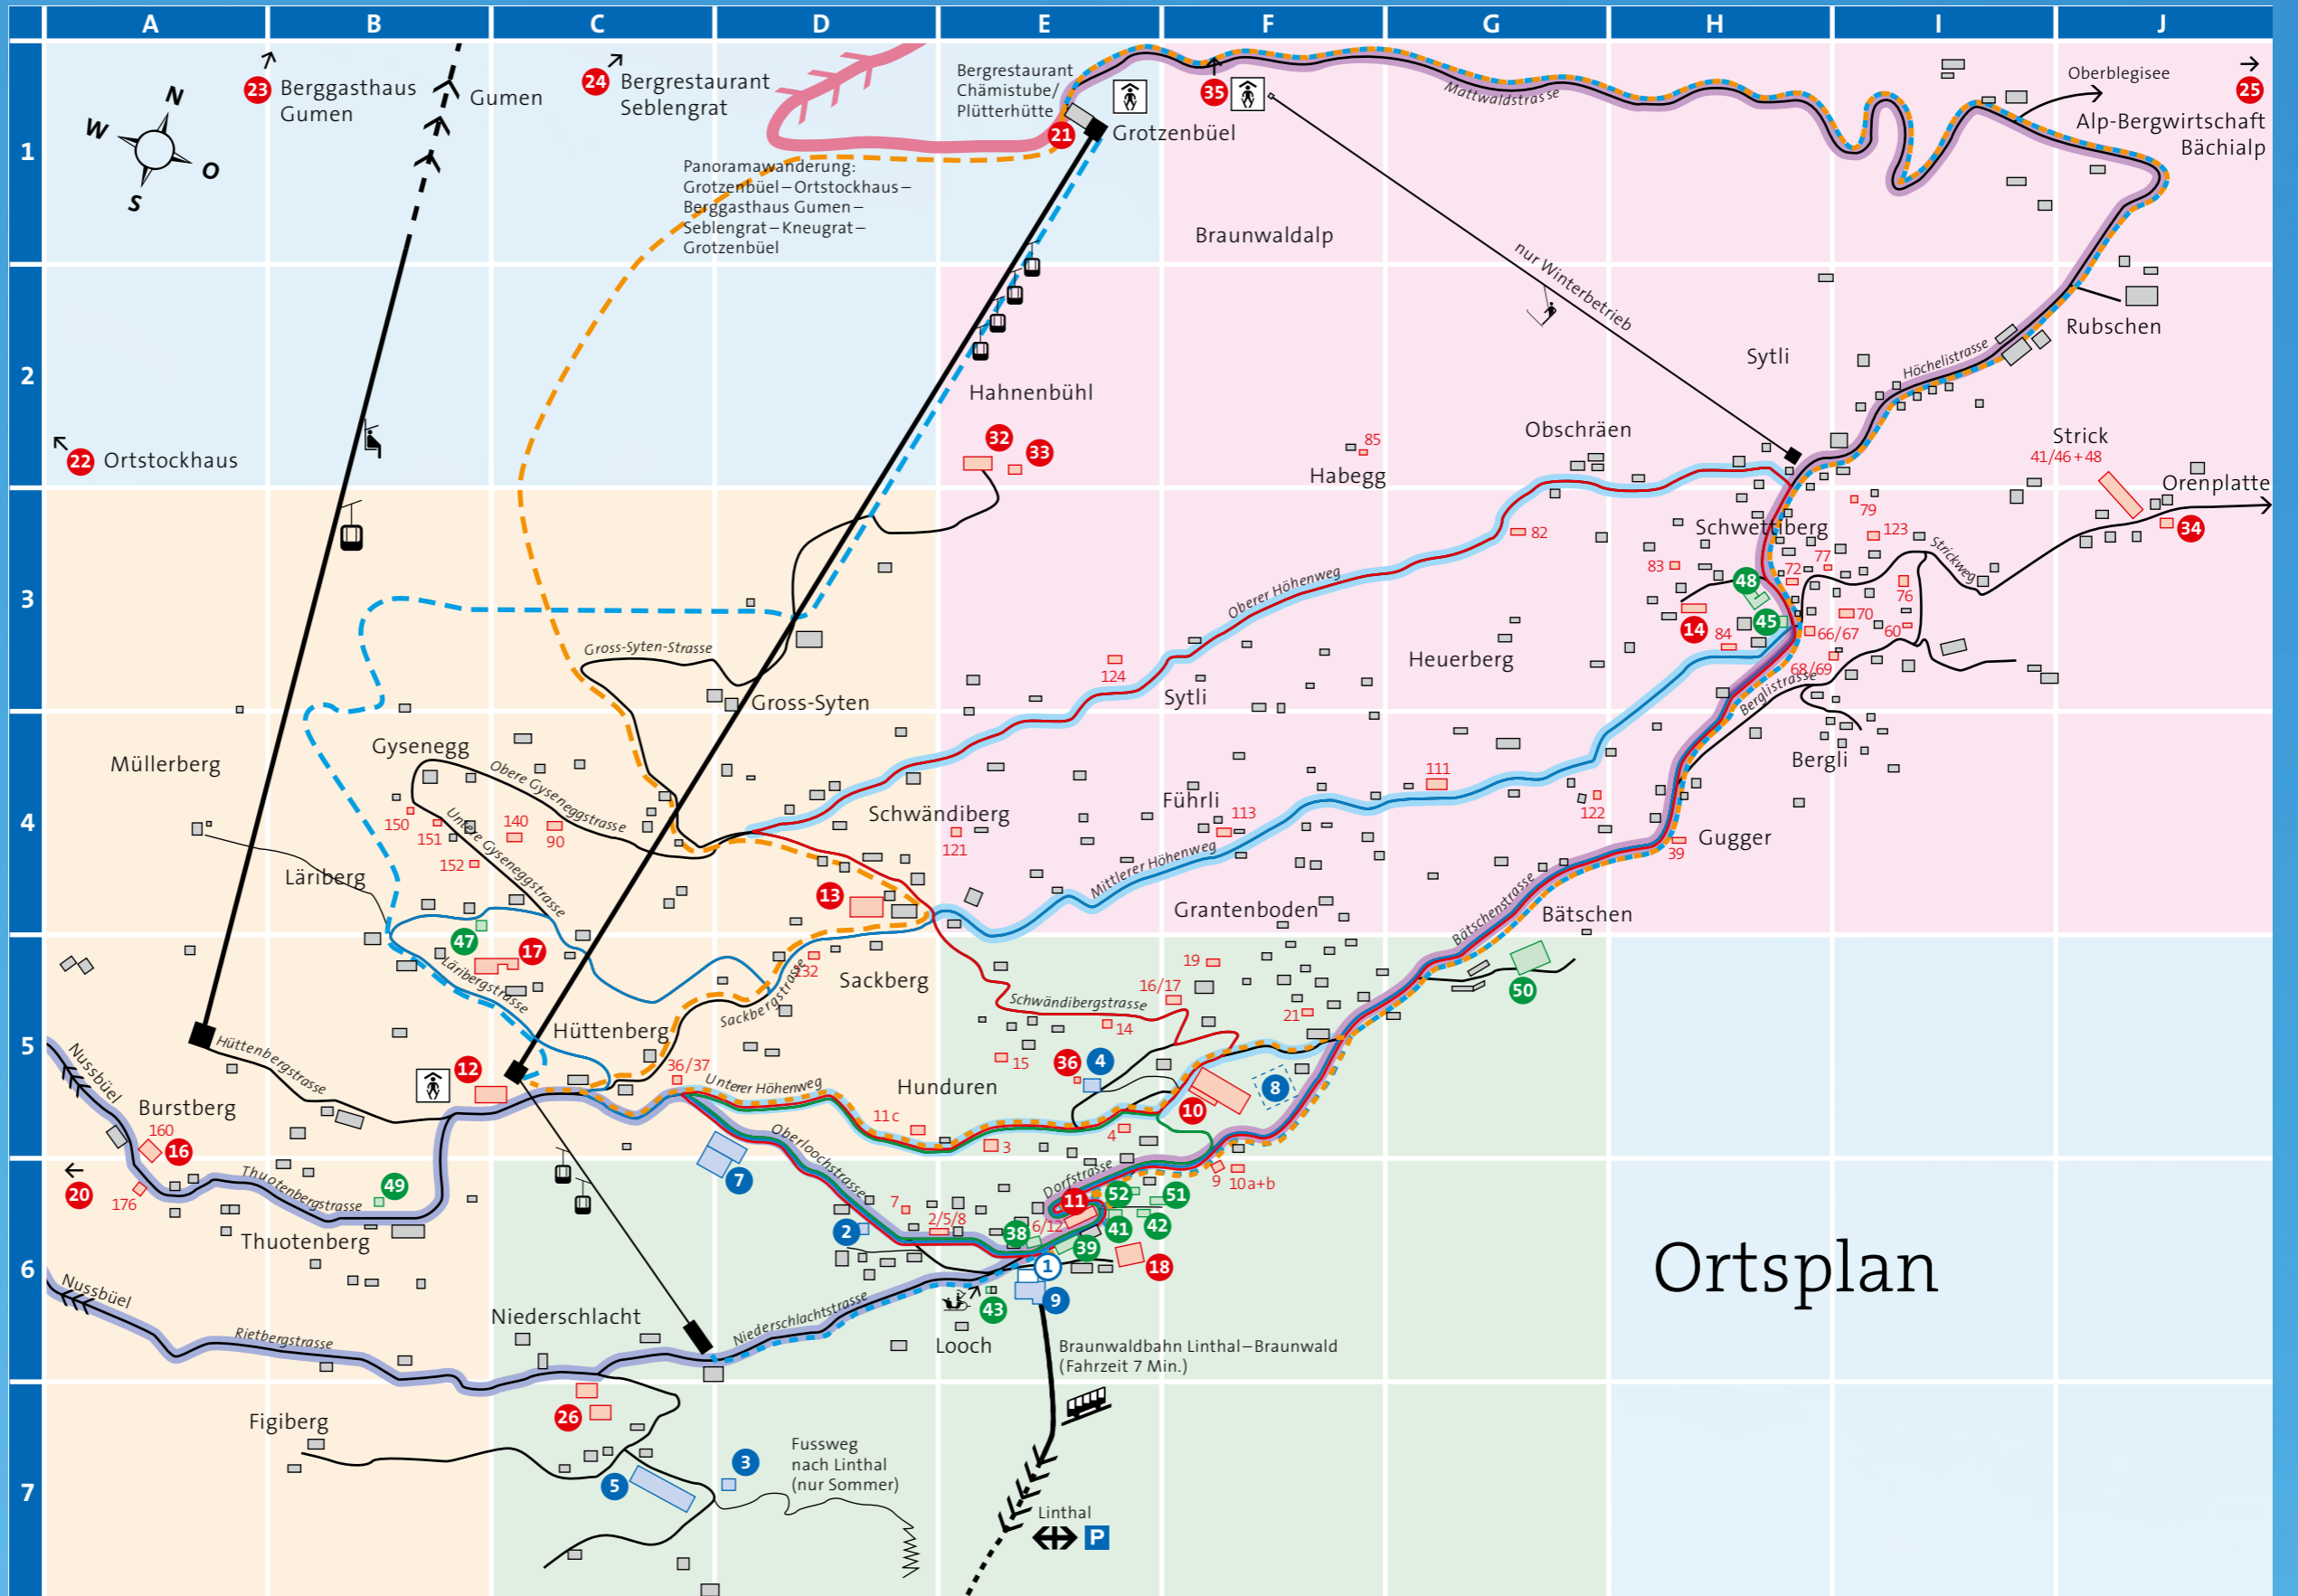 A B C D E F G H I J
1
2
3
4
5
6
7
N
W
O
S
23 Berggasthaus
Gumen
Gumen
24 Bergrestaurant
Seblengrat
Bergrestaurant
Chämistube/
Plütterhütte
21
Grotzenbüel
35
Mattwaldstrasse
Oberblegisee
25
Alp-Bergwirtschaft
Bächialp
Panoramawanderung:
Grotzenbüel–Ortstockhaus–
Berggasthaus Gumen–
Seblengrat–Kneugrat–
Grotzenbüel
Braunwaldalp
nur Winterbetrieb
Rubschen
Sytli
Höchelistrasse
Hahnenbühl
32
33
22 Ortstockhaus
85
Habegg
Obschräen
Strick
41/46+48
Orenplatte
34
79
Schwettiberg
123
82
77
72
83
48
Strickweg
76
70
14
45
84
66/67
60
68/69
Oberer Höhenweg
Gross-Syten-Strasse
124
Heuerberg
Sytli
Gross-Syten
Berglistrasse
Bergli
Müllerberg
Gysenegg
Obere Gyseneggstrasse
Untere Gyseneggstrasse
150
151
140
90
152
Schwändiberg
121
Führli
113
111
122
39
Gugger
Läriberg
13
Mittlerer Höhenweg
Grantenboden
Bätschenstrasse
Bätschen
47
17
Läribergstrasse
132
Sackberg
Sackbergstrasse
19
16/17
50
Schwändibergstrasse
14
21
15
Hüttenberg
Nussbüel
Hüttenbergstrasse
12
36/37
Unterer Höhenweg
Hunduren
36
4
8
10
Burstberg
160
16
11c
3
4
Oberloochstrasse
7
20
176
Thuotenbergstrasse
49
Thuotenberg
Dorfstrasse
9
10a+b
11
52
51
7
2/5/8
6/12
2
38
41
42
39
18
1
9
43
Looch
Ortsplan
Nussbüel
Rietbergstrasse
Niederschlacht
Niederschlachtstrasse
Braunwaldbahn Linthal–Braunwald
(Fahrzeit 7 Min.)
Figiberg
26
5
3
Fussweg
nach Linthal
(nur Sommer)
Linthal
P